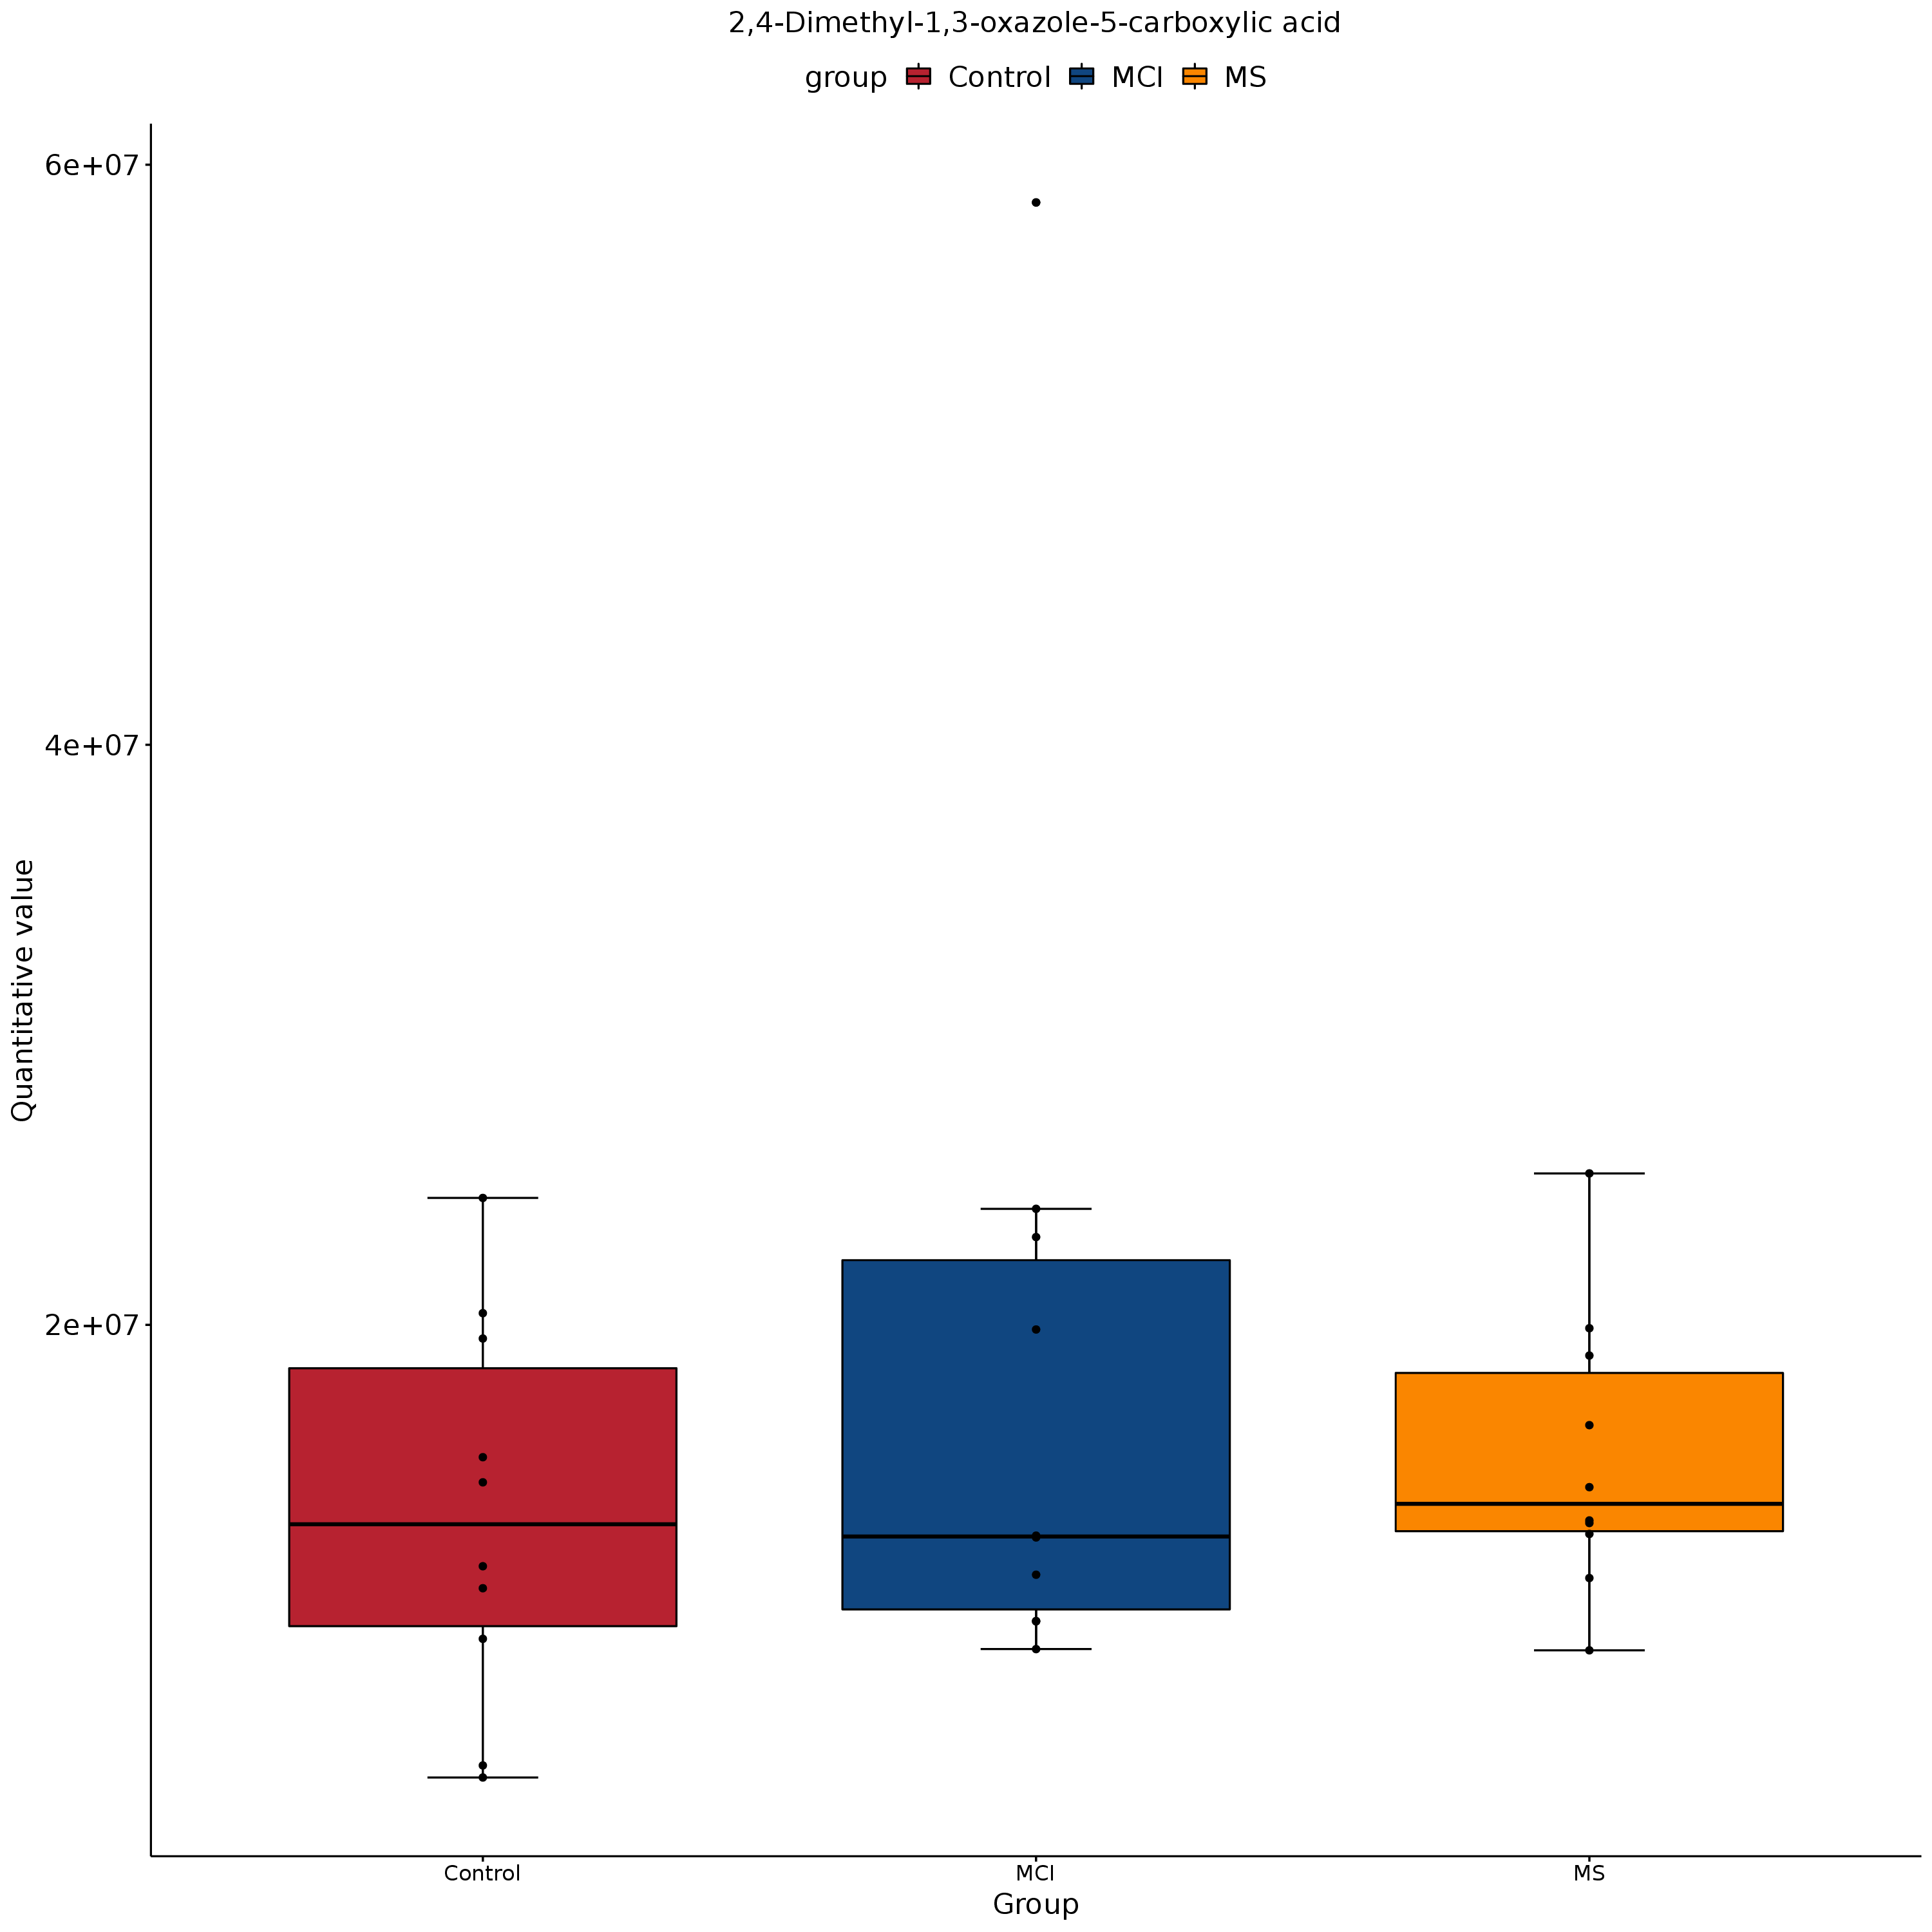 2,4-Dimethyl-1,3-oxazole-5-carboxylic acid
group Control MCI MS
6e+07
4e+07
2e+07
Quantitative value
Control MCI MS
Group